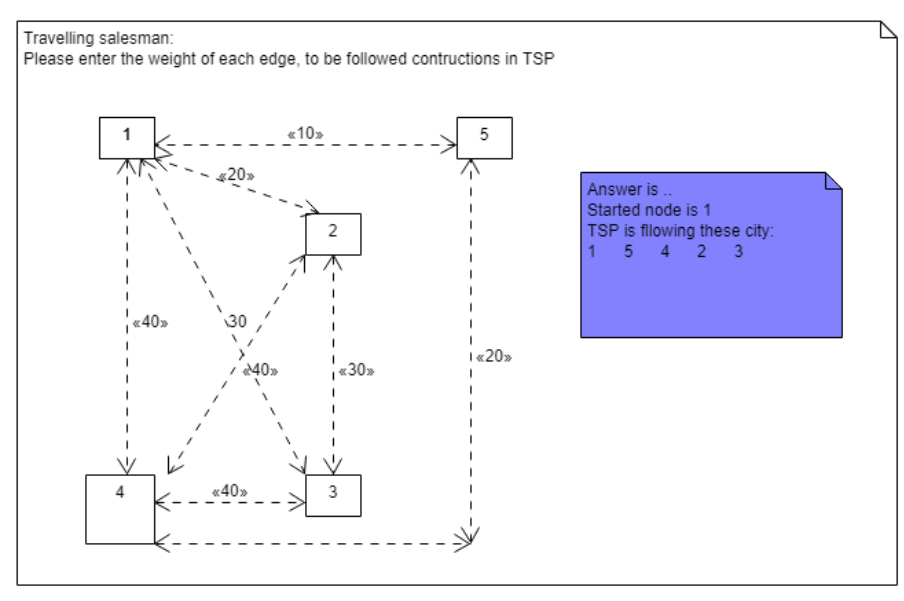 Travelling salesman:
Please enter the weight of each edge, to be followed contructions in TSP
1
«10»
5
«20»
2
Answer is ..
Started node is 1
TSP is fllowing these city:
1 5 4 2 3
«40»
30
«40»
«30»
«20»
4
«40»
3